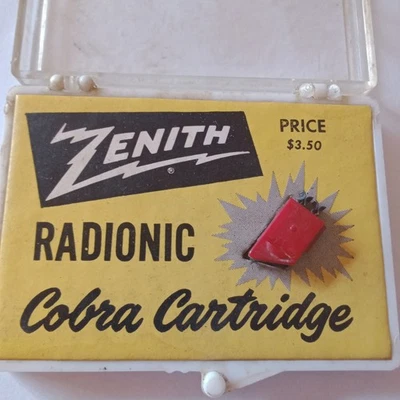 ZENITH®
PRICE
$3.50
RADIONIC
Cobra Cartridge